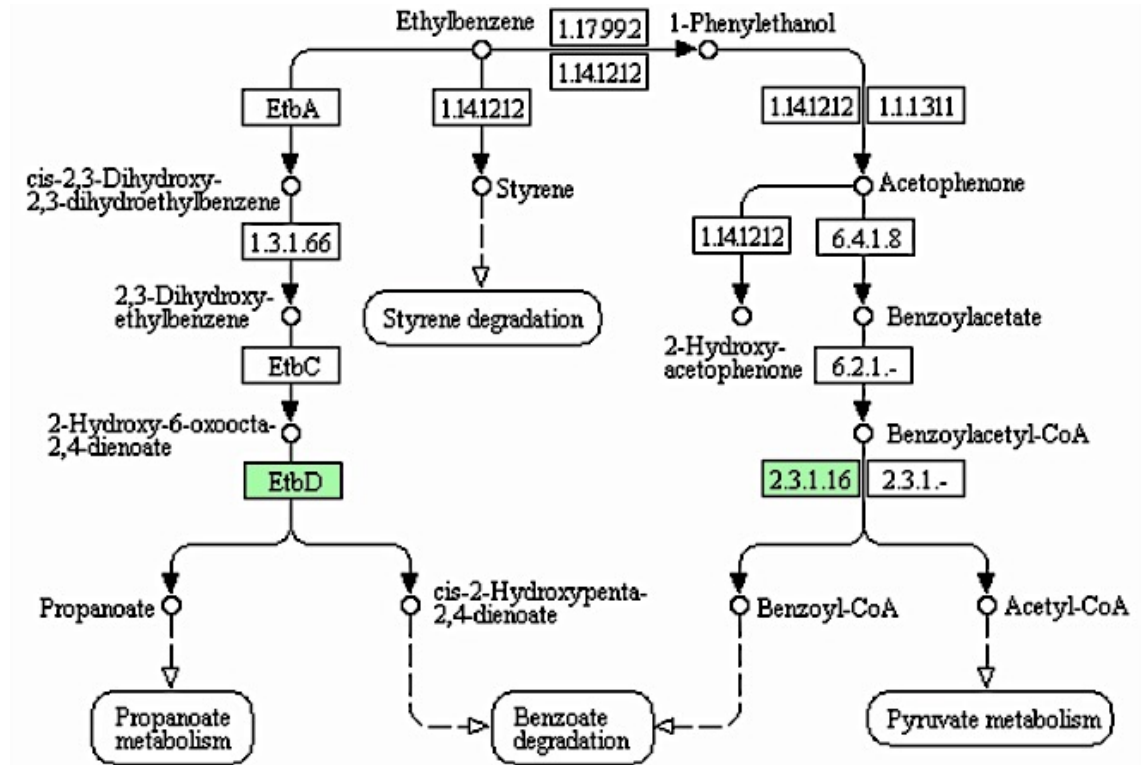 Ethylbenzene
1.17.99.2
1-Phenylethanol
1.14.12.12
EtbA
1.14.12.12
1.14.12.12
1.1.1.311
cis-2,3-Dihydroxy-
2,3-dihydroethylbenzene
Styrene
Acetophenone
1.3.1.66
1.14.12.12
6.4.1.8
2,3-Dihydroxy-
ethylbenzene
Styrene degradation
2-Hydroxy-
acetophenone
Benzoylacetate
EtbC
6.2.1.-
2-Hydroxy-6-oxoocta-
2,4-dienoate
Benzoylacetyl-CoA
EtbD
2.3.1.16
2.3.1.-
Propanoate
cis-2-Hydroxypenta-
2,4-dienoate
Benzoyl-CoA
Acetyl-CoA
Propanoate
metabolism
Benzoate
degradation
Pyruvate metabolism